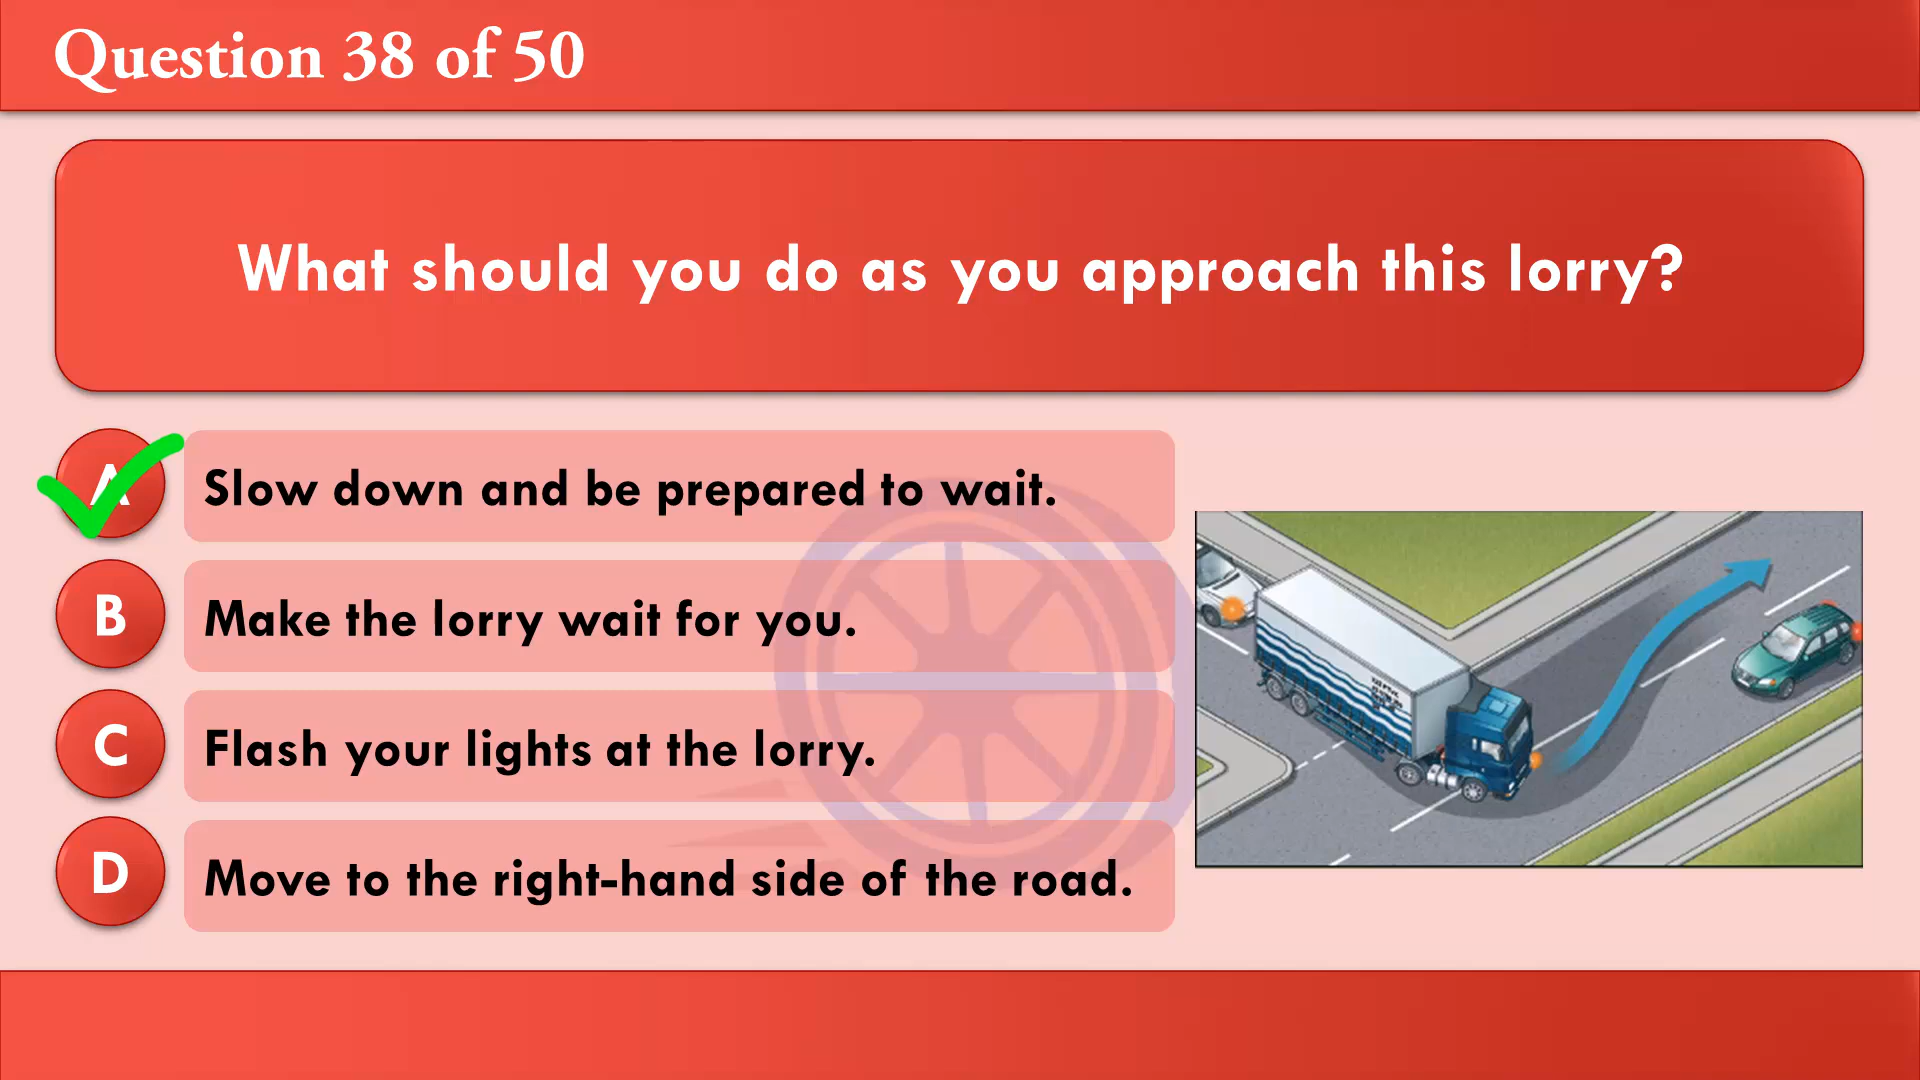 Question 38 of 50
What should you do as you approach this lorry?
A
Slow down and be prepared to wait.
B
Make the lorry wait for you.
C
Flash your lights at the lorry.
D
Move to the right-hand side of the road.